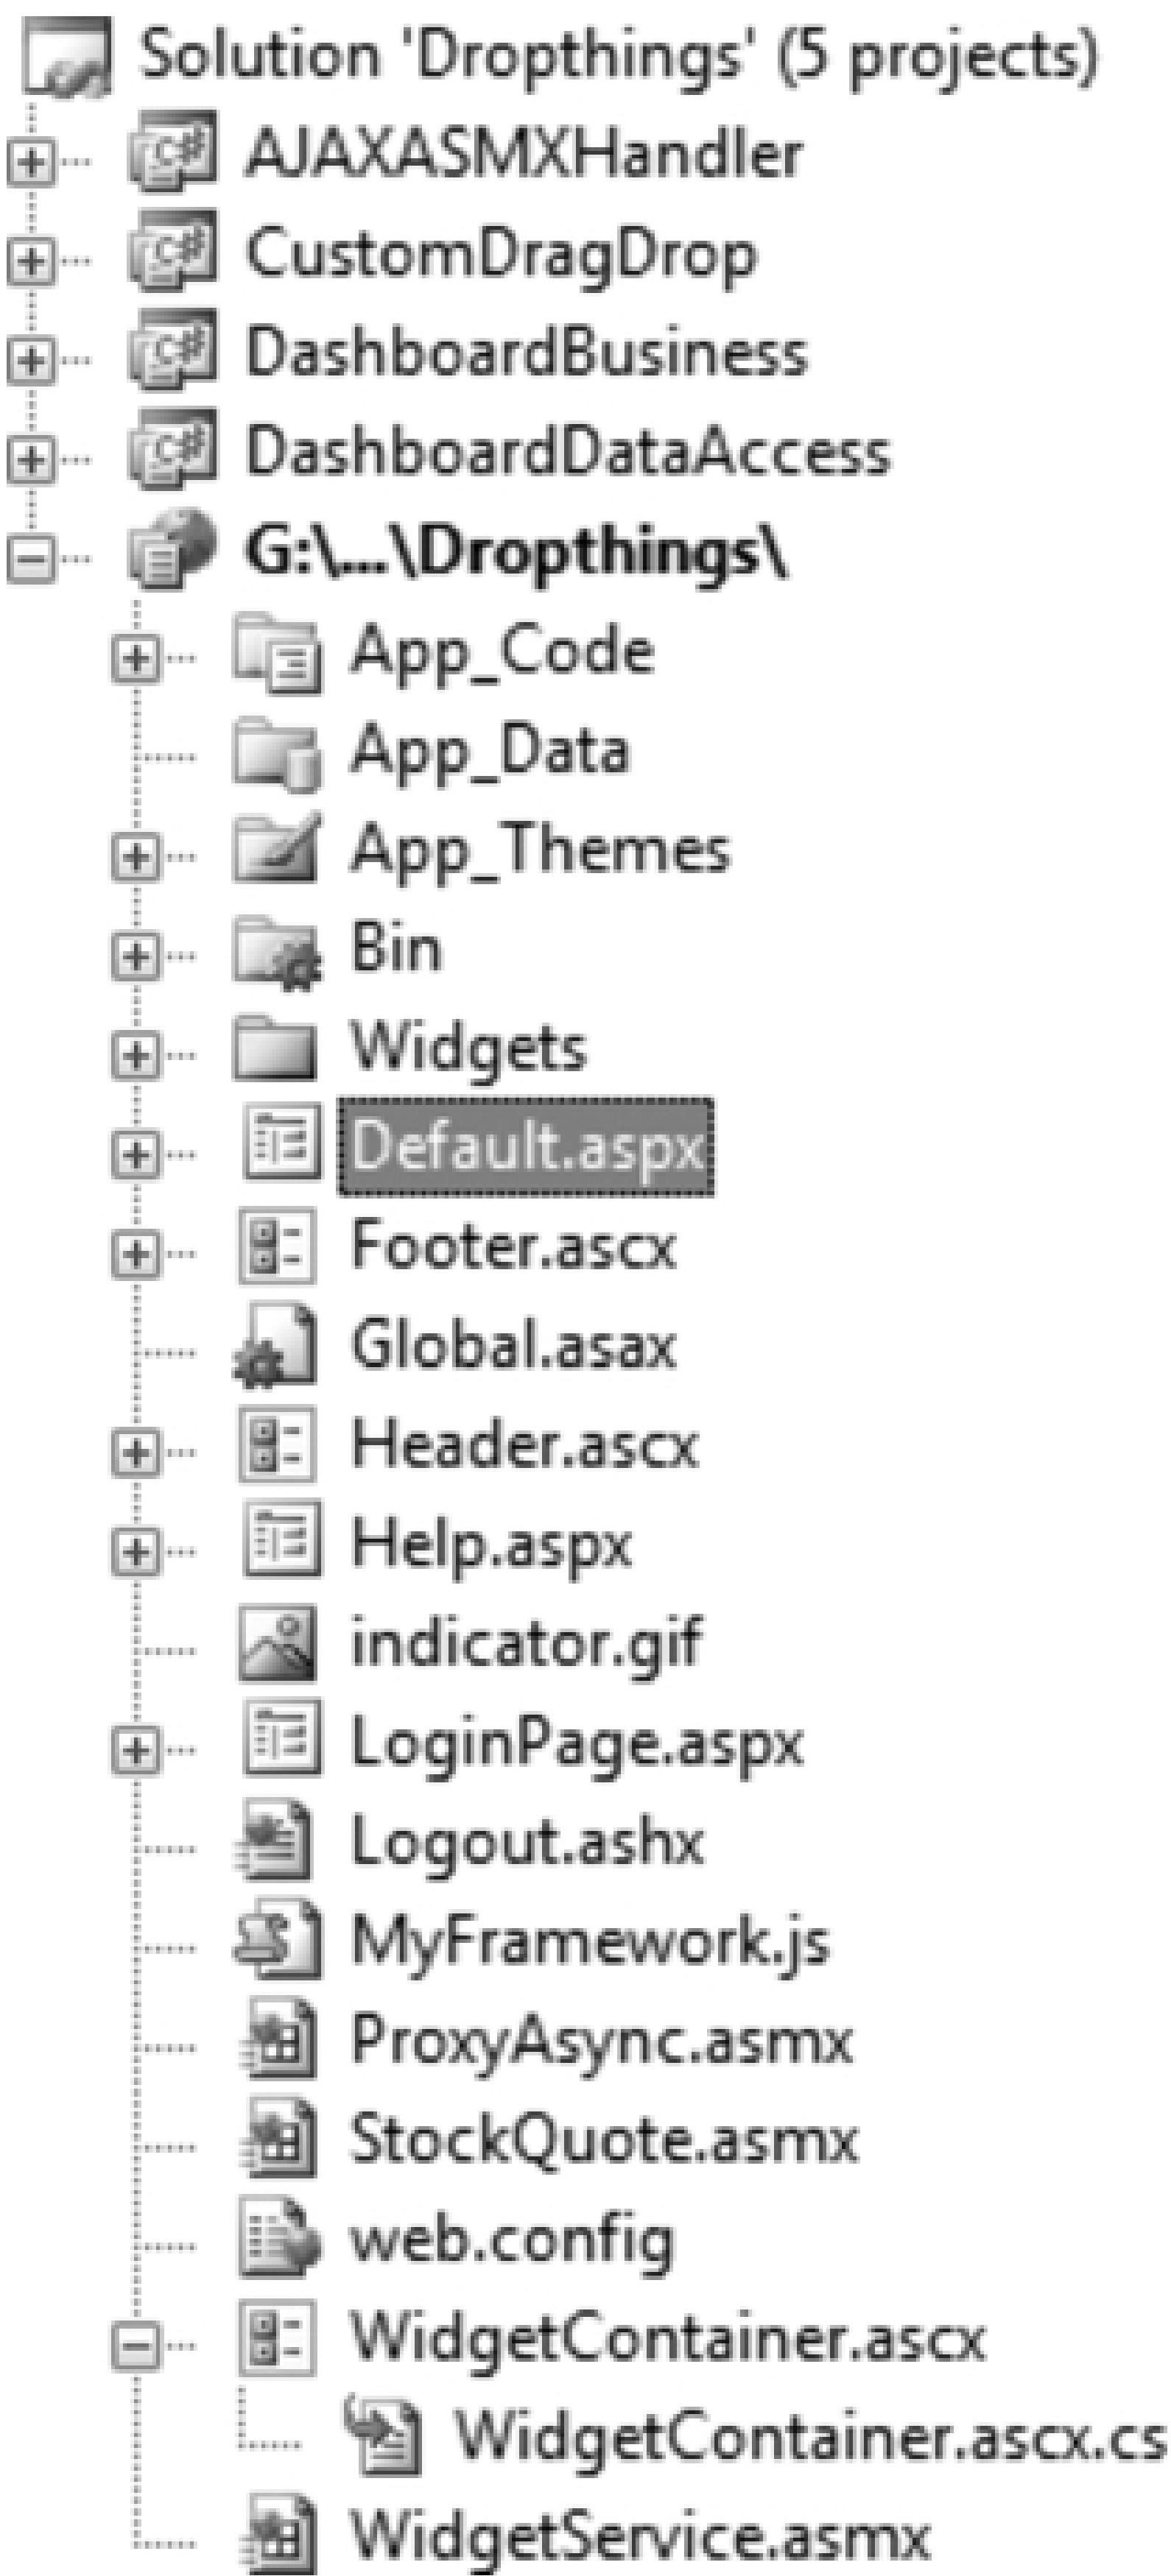 Solution 'Dropthings' (5 projects)
AJAXASMXHandler
CustomDragDrop
DashboardBusiness
DashboardDataAccess
G:\...\Dropthings\
App_Code
App_Data
App_Themes
Bin
Widgets
Default.aspx
Footer.ascx
Global.asax
Header.ascx
Help.aspx
indicator.gif
LoginPage.aspx
Logout.ashx
MyFramework.js
ProxyAsync.asmx
StockQuote.asmx
web.config
WidgetContainer.ascx
WidgetContainer.ascx.cs
WidgetService.asmx